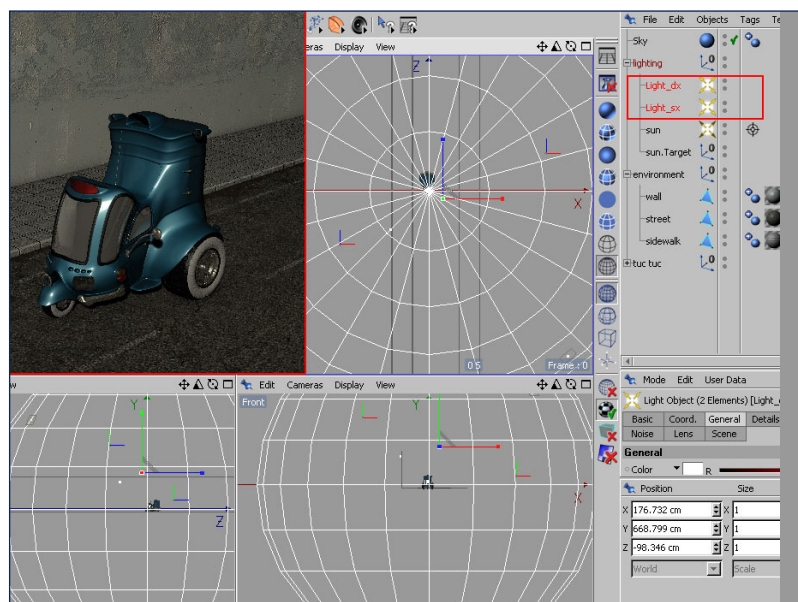 File Edit Objects Tags Te
eras Display View
Sky
lighting
Light_dx
Light_sx
sun
sun.Target
environment
wall
street
sidewalk
tuc tuc
Z
X
0.5
Frame : 0
w
Edit Cameras Display View
Front
Y
Z
Y
X
Mode Edit User Data
Light Object (2 Elements) [Light_
Basic Coord. General Details
Noise Lens Scene
General
Color R
Position Size
X 176.732 cm X 1
Y 668.799 cm Y 1
Z -98.346 cm Z 1
World Scale